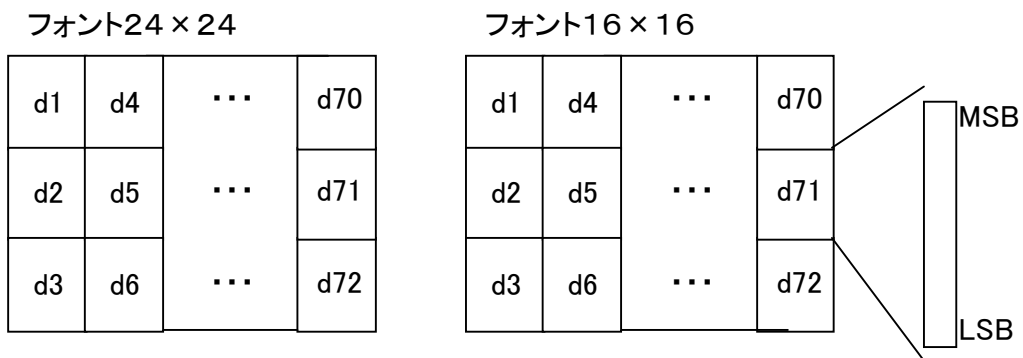 フォント24×24
d1 d4 ・・・ d70
d2 d5 ・・・ d71
d3 d6 ・・・ d72
フォント16×16
d1 d4 ・・・ d70
d2 d5 ・・・ d71
d3 d6 ・・・ d72
MSB
LSB